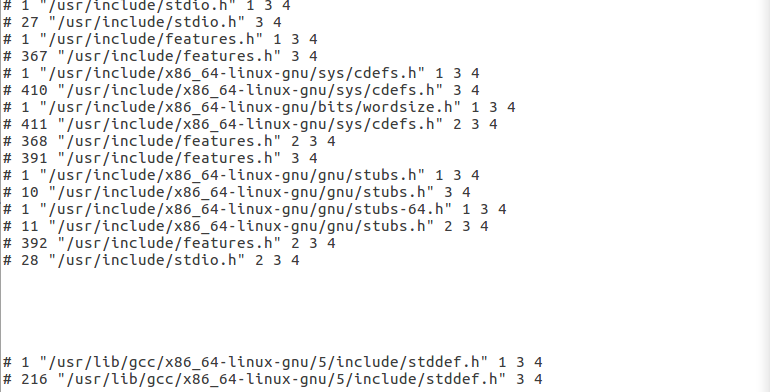 # 1 "/usr/include/stdio.h" 1 3 4
# 27 "/usr/include/stdio.h" 3 4
# 1 "/usr/include/features.h" 1 3 4
# 367 "/usr/include/features.h" 3 4
# 1 "/usr/include/x86_64-linux-gnu/sys/cdefs.h" 1 3 4
# 410 "/usr/include/x86_64-linux-gnu/sys/cdefs.h" 3 4
# 1 "/usr/include/x86_64-linux-gnu/bits/wordsize.h" 1 3 4
# 411 "/usr/include/x86_64-linux-gnu/sys/cdefs.h" 2 3 4
# 368 "/usr/include/features.h" 2 3 4
# 391 "/usr/include/features.h" 3 4
# 1 "/usr/include/x86_64-linux-gnu/gnu/stubs.h" 1 3 4
# 10 "/usr/include/x86_64-linux-gnu/gnu/stubs.h" 3 4
# 1 "/usr/include/x86_64-linux-gnu/gnu/stubs-64.h" 1 3 4
# 11 "/usr/include/x86_64-linux-gnu/gnu/stubs.h" 2 3 4
# 392 "/usr/include/features.h" 2 3 4
# 28 "/usr/include/stdio.h" 2 3 4
# 1 "/usr/lib/gcc/x86_64-linux-gnu/5/include/stddef.h" 1 3 4
# 216 "/usr/lib/gcc/x86_64-linux-gnu/5/include/stddef.h" 3 4